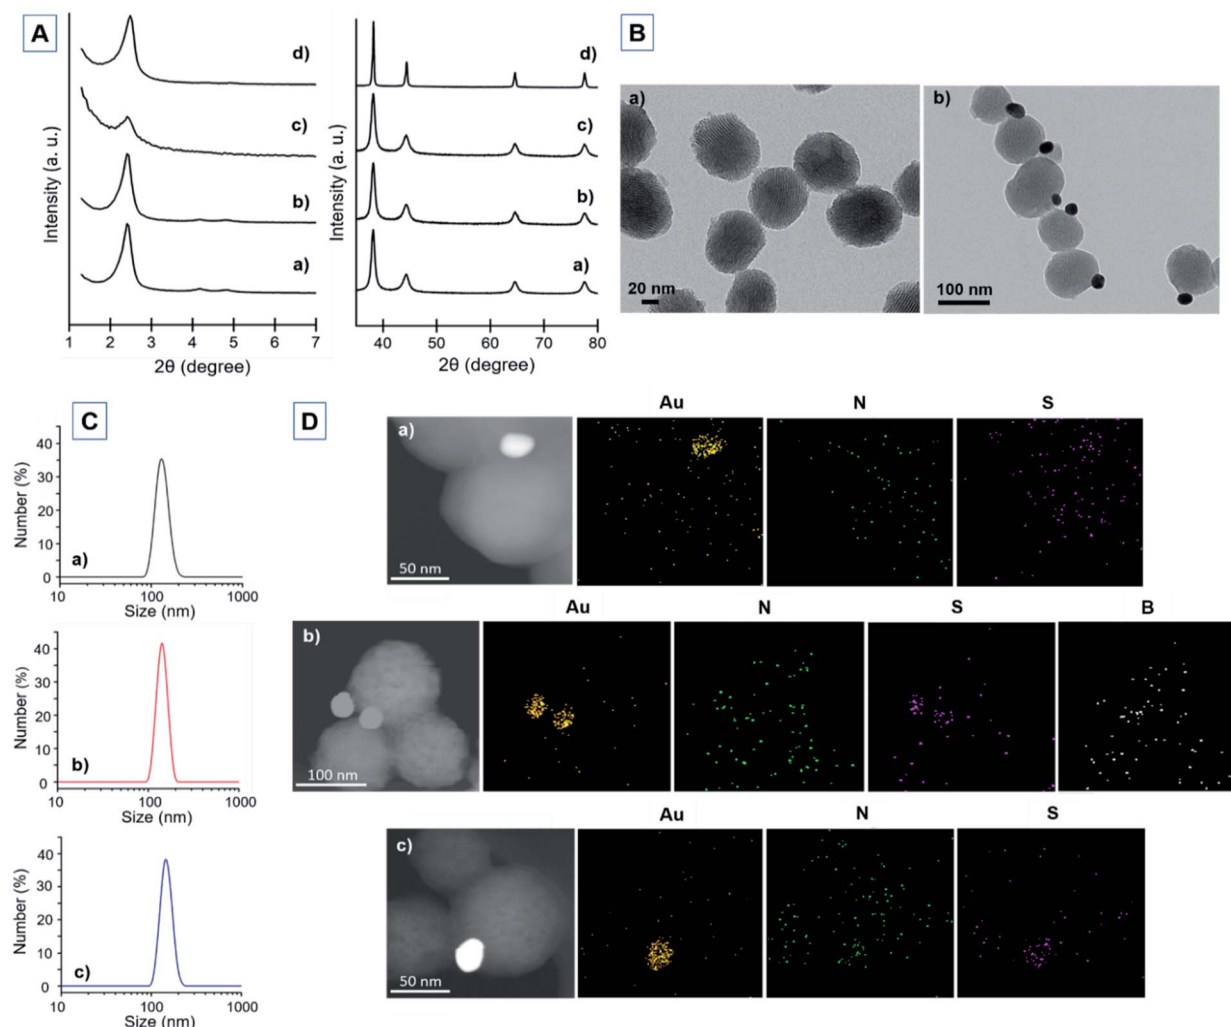 A
B
d)
c)
b)
a)
Intensity (a. u.)
1 2 3 4 5 6 7
2θ (degree)
d)
c)
b)
a)
Intensity (a. u.)
40 50 60 70 80
2θ (degree)
a)
20 nm
b)
100 nm
C
40
30
20
10
0
Number (%)
a)
10 100 1000
Size (nm)
40
30
20
10
0
Number (%)
b)
10 100 1000
Size (nm)
40
30
20
10
0
Number (%)
c)
10 100 1000
Size (nm)
D
Au N S
a)
50 nm
Au N S B
b)
100 nm
Au N S
c)
50 nm